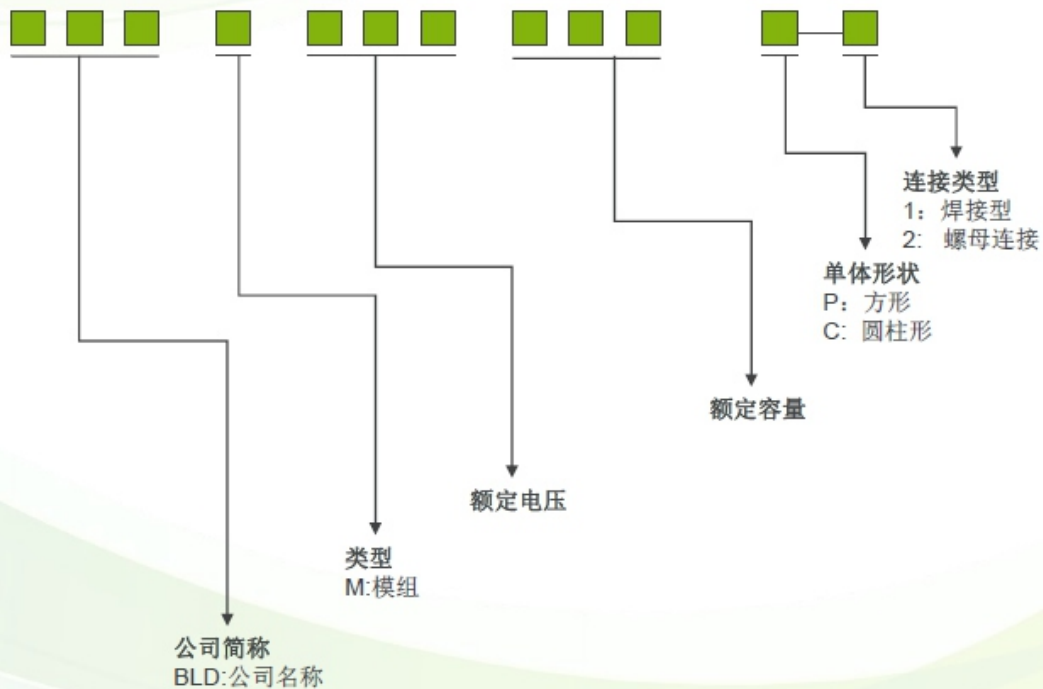 连接类型
1：焊接型
2: 螺母连接
单体形状
P：方形
C: 圆柱形
额定容量
额定电压
类型
M:模组
公司简称
BLD:公司名称